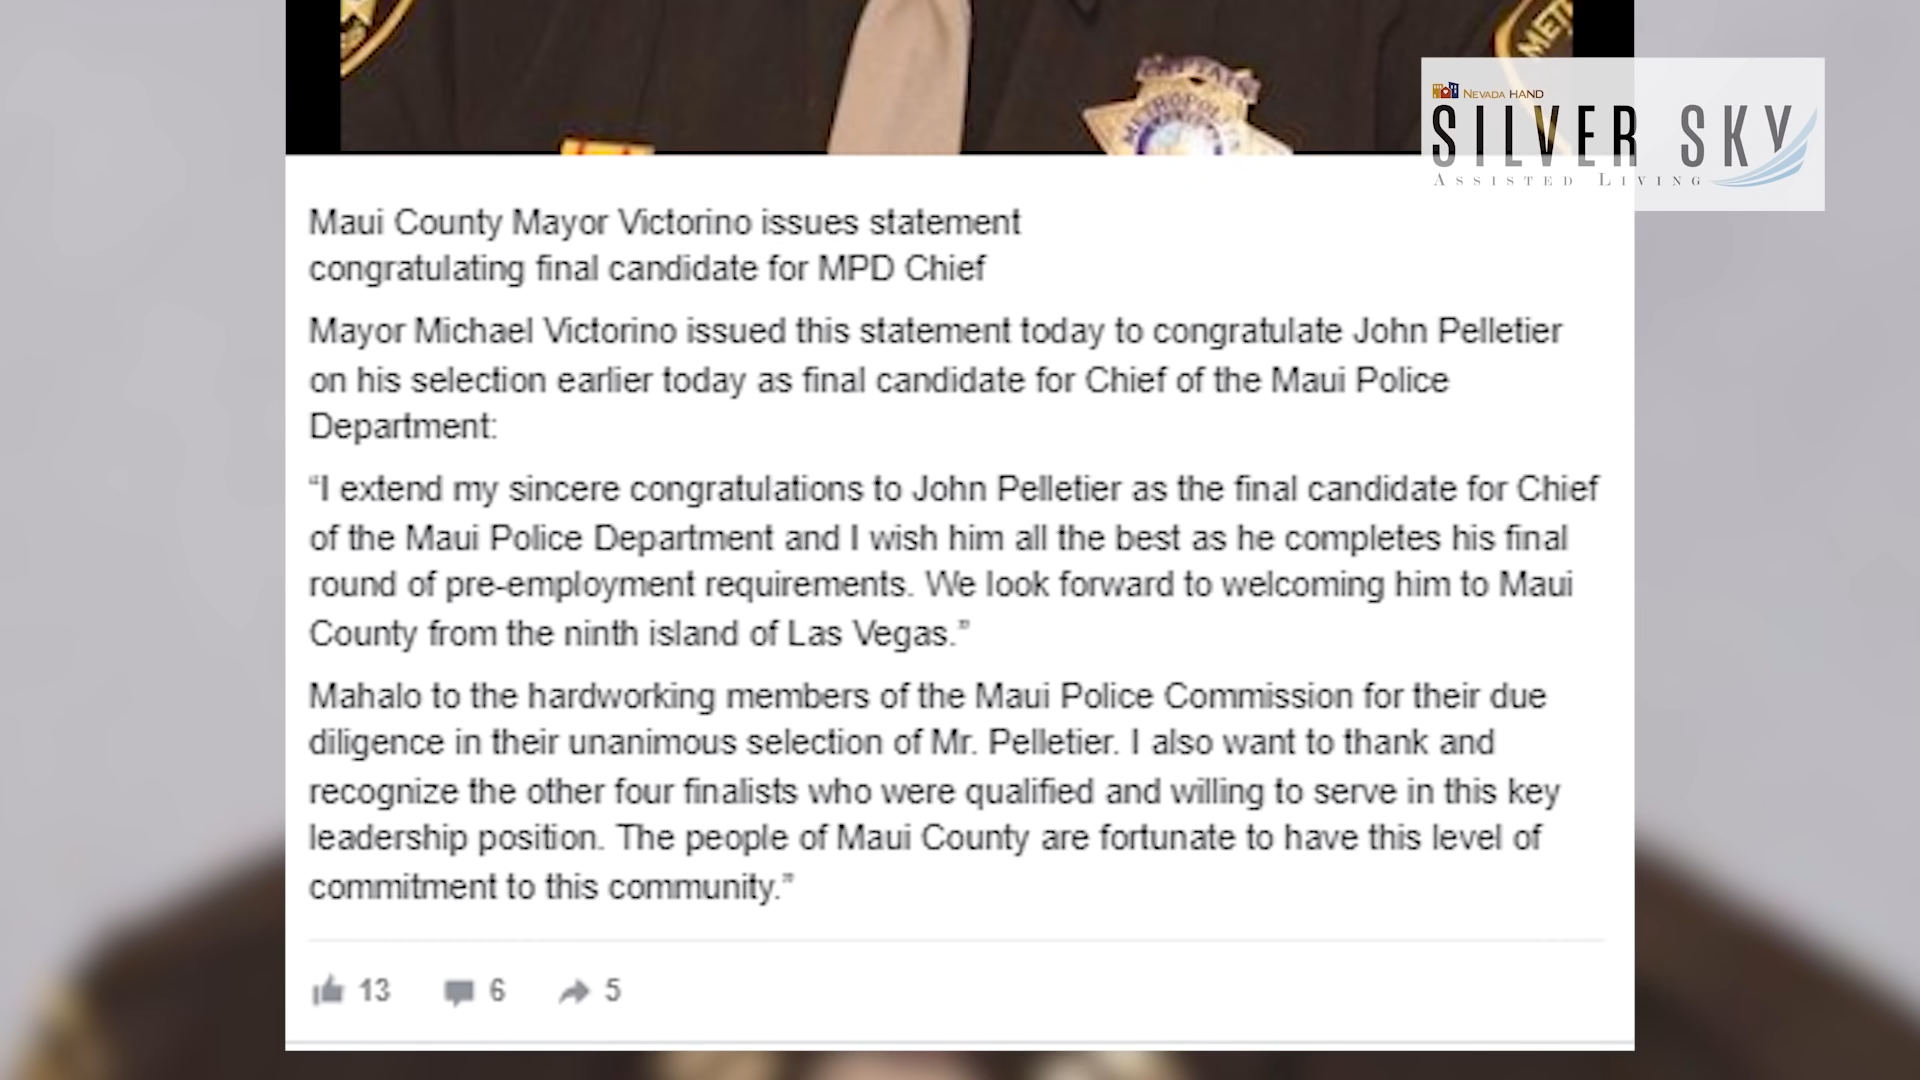 MET
CAPTAIN
METROPOLITAN
NEVADA HAND
SILVER SKY
ASSISTED LIVING
Maui County Mayor Victorino issues statement
congratulating final candidate for MPD Chief
Mayor Michael Victorino issued this statement today to congratulate John Pelletier
on his selection earlier today as final candidate for Chief of the Maui Police
Department:
“I extend my sincere congratulations to John Pelletier as the final candidate for Chief
of the Maui Police Department and I wish him all the best as he completes his final
round of pre-employment requirements. We look forward to welcoming him to Maui
County from the ninth island of Las Vegas.”
Mahalo to the hardworking members of the Maui Police Commission for their due
diligence in their unanimous selection of Mr. Pelletier. I also want to thank and
recognize the other four finalists who were qualified and willing to serve in this key
leadership position. The people of Maui County are fortunate to have this level of
commitment to this community.”
13 6 5